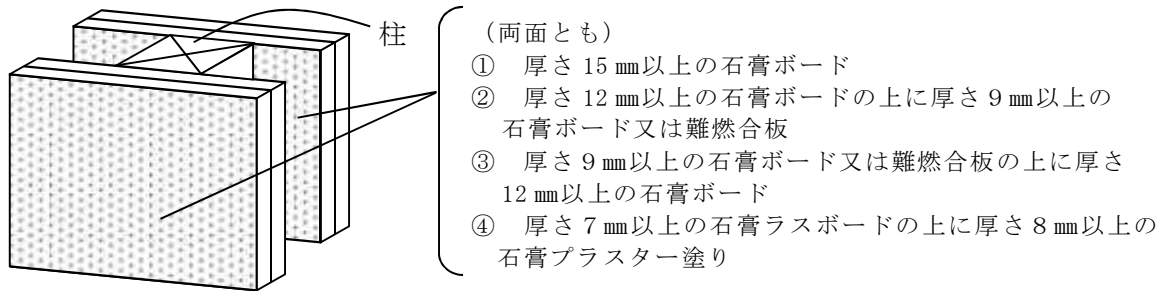 柱
（両面とも）
①　厚さ 15 ㎜以上の石膏ボード
②　厚さ 12 ㎜以上の石膏ボードの上に厚さ９㎜以上の
石膏ボード又は難燃合板
③　厚さ９㎜以上の石膏ボード又は難燃合板の上に厚さ
12 ㎜以上の石膏ボード
④　厚さ７㎜以上の石膏ラスボードの上に厚さ８㎜以上の
石膏プラスター塗り